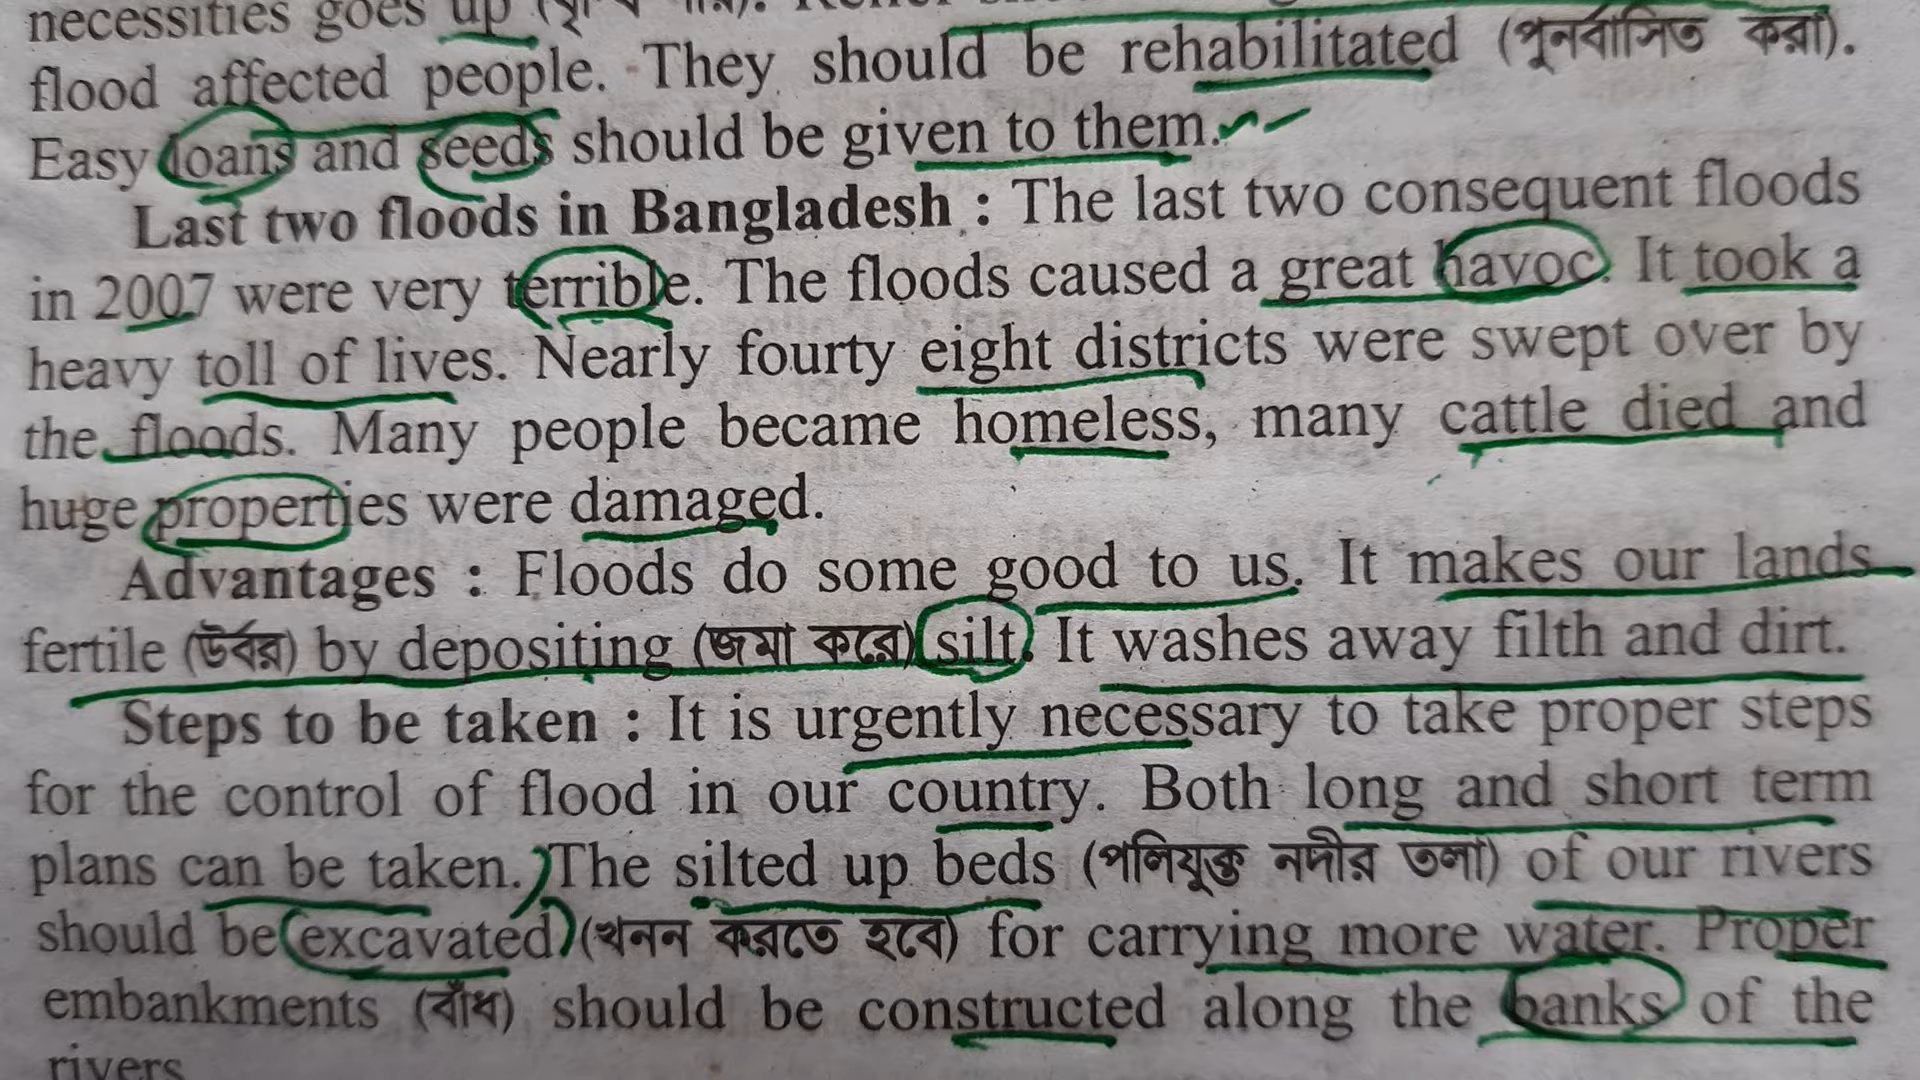 necessities goes up
flood affected people. They should be rehabilitated (পূনর্বাসিত করা).
Easy loans and seeds should be given to them.
Last two floods in Bangladesh : The last two consequent floods
in 2007 were very terrible. The floods caused a great havoc. It took a
heavy toll of lives. Nearly fourty eight districts were swept over by
the floods. Many people became homeless, many cattle died and
huge properties were damaged.
Advantages : Floods do some good to us. It makes our lands
fertile (উর্বর) by depositing (জমা করে) silt. It washes away filth and dirt.
Steps to be taken : It is urgently necessary to take proper steps
for the control of flood in our country. Both long and short term
plans can be taken. The silted up beds (পলিযুক্ত নদীর তলা) of our rivers
should be excavated (খনন করতে হবে) for carrying more water. Proper
embankments (বাঁধ) should be constructed along the banks of the
rivers